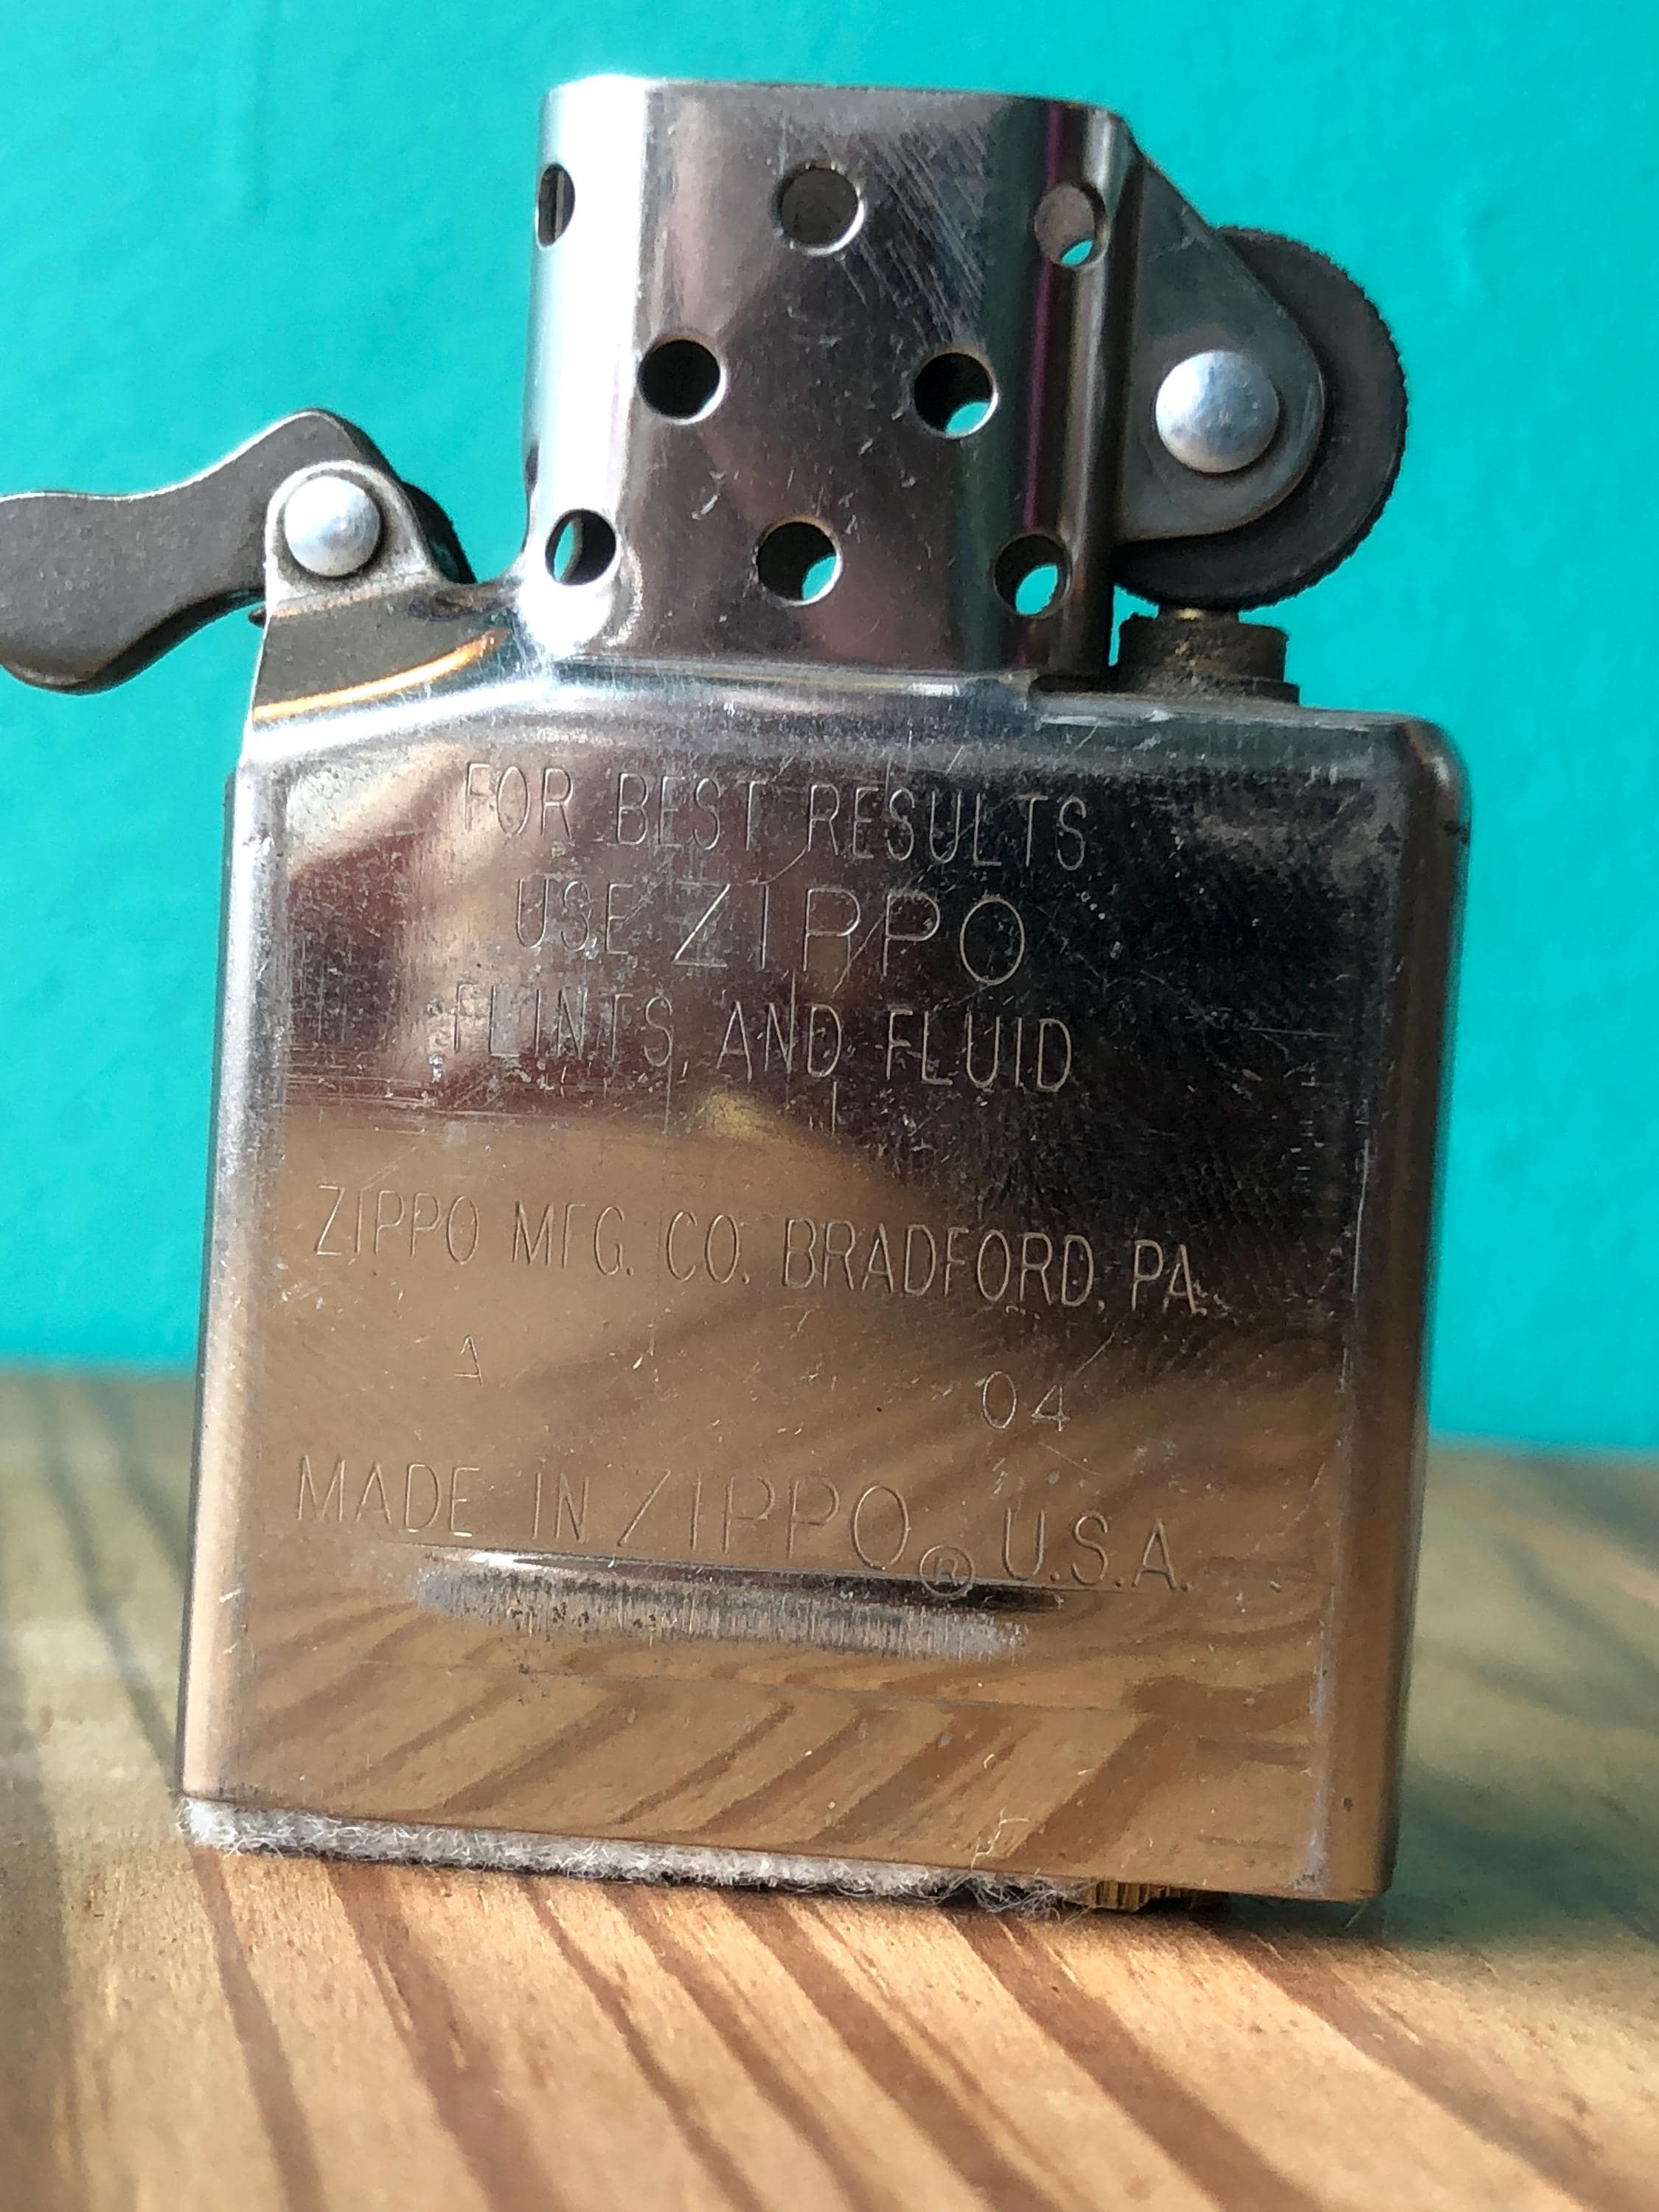 FOR BEST RESULTS
USE ZIPPO
FLINTS AND FLUID
ZIPPO MFG. CO. BRADFORD, PA.
A 04
MADE IN ZIPPO® U.S.A.